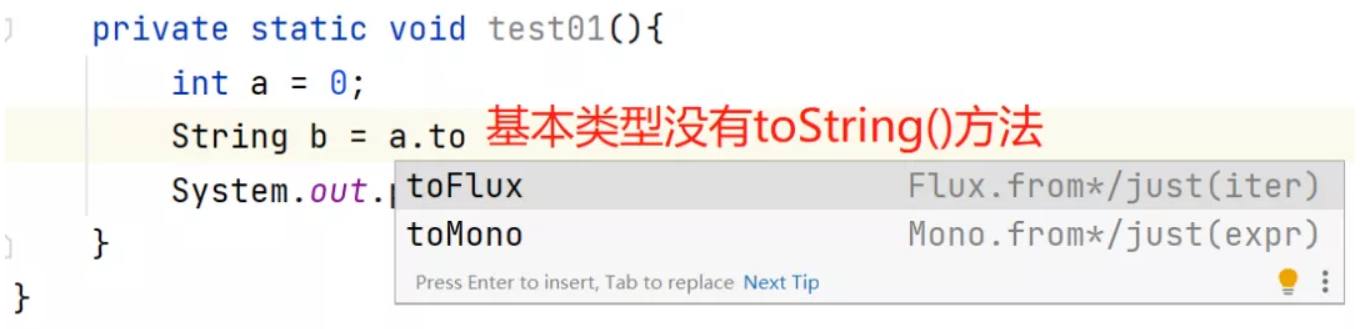 private static void test01(){
int a = 0;
String b = a.to 基本类型没有toString()方法
System.out.p
toFlux Flux.from*/just(iter)
toMono Mono.from*/just(expr)
}
Press Enter to insert, Tab to replace Next Tip
}